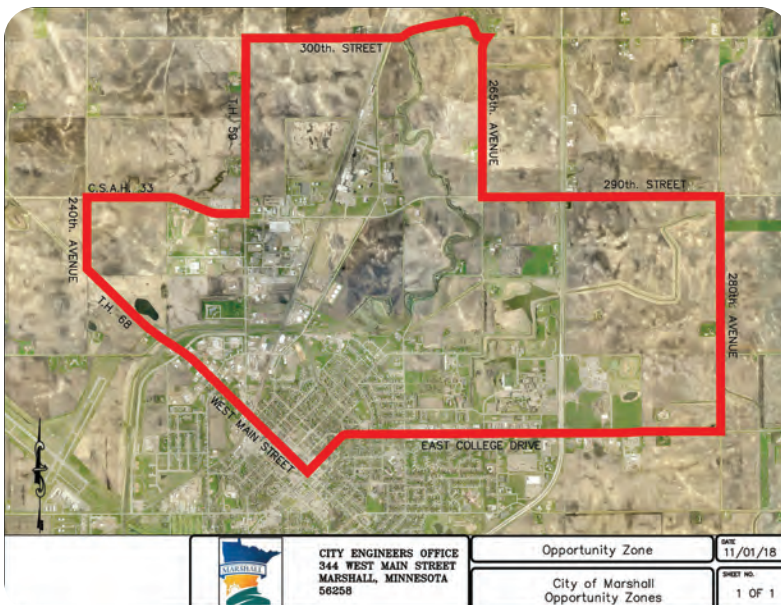 300th. STREET
T.H. 59
265th. AVENUE
C.S.A.H. 33
290th. STREET
240th. AVENUE
T.H. 68
280th. AVENUE
WEST MAIN STREET
EAST COLLEGE DRIVE
MARSHALL
CITY ENGINEERS OFFICE
344 WEST MAIN STREET
MARSHALL, MINNESOTA
56258
Opportunity Zone
City of Marshall
Opportunity Zones
DATE
11/01/18
SHEET NO.
1 OF 1